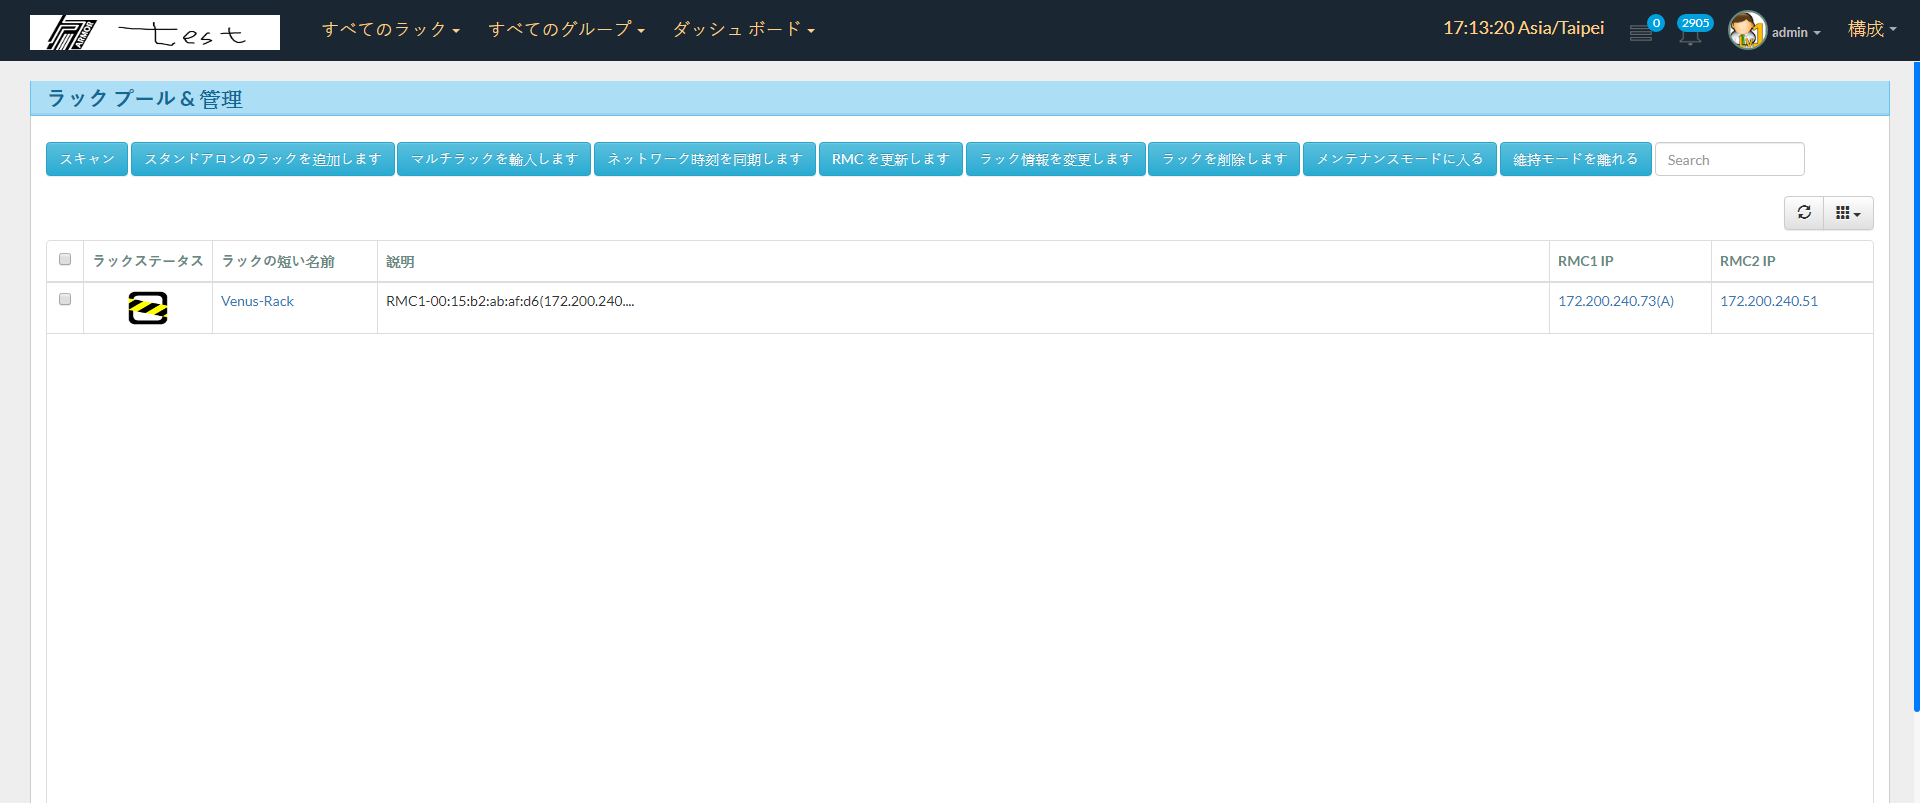 ARMOR test すべてのラック すべてのグループ ダッシュボード 17:13:20 Asia/Taipei 0 2905 Lv1 admin 構成
ラック プール & 管理
スキャン スタンドアロンのラックを追加します マルチラックを輸入します ネットワーク時刻を同期します RMC を更新します ラック情報を変更します ラックを削除します メンテナンスモードに入る 維持モードを離れる Search
ラックステータス ラックの短い名前 説明 RMC1 IP RMC2 IP
Venus-Rack RMC1-00:15:b2:ab:af:d6(172.200.240.... 172.200.240.73(A) 172.200.240.51